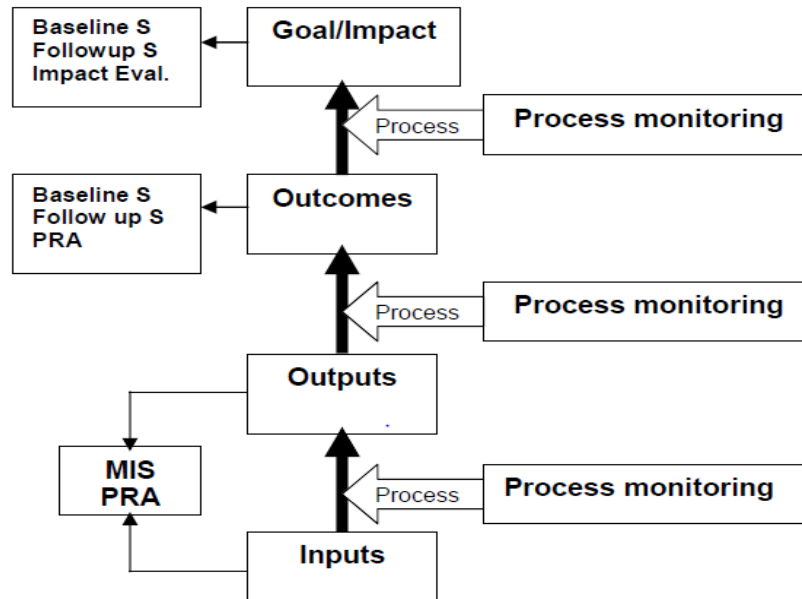 Baseline S
Followup S
Impact Eval.
Goal/Impact
Process
Process monitoring
Baseline S
Follow up S
PRA
Outcomes
Process
Process monitoring
Outputs
MIS
PRA
Process
Process monitoring
Inputs